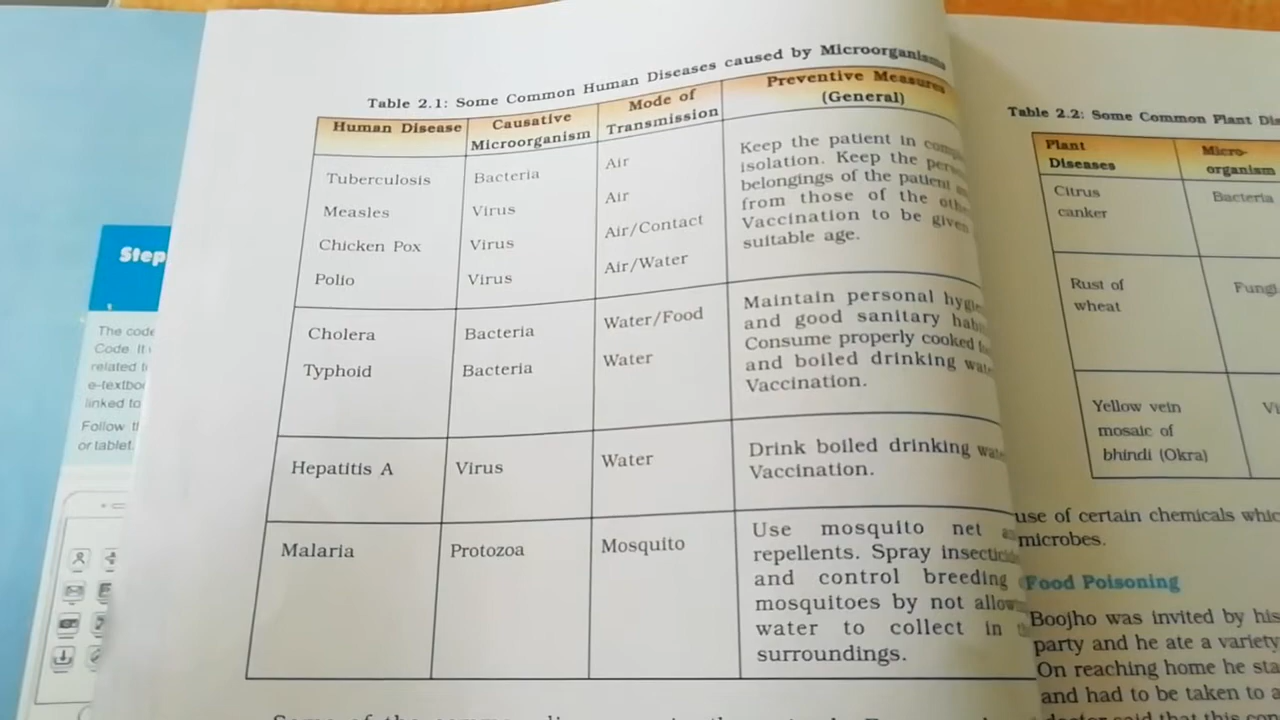 Table 2.1: Some Common Human Diseases caused by Microorganisms
Human Disease
Causative
Microorganism
Mode of
Transmission
Preventive Measures
(General)
Tuberculosis
Bacteria
Air
Measles
Virus
Air
Chicken Pox
Virus
Air/Contact
Polio
Virus
Air/Water
Keep the patient in
isolation. Keep the
belongings of the patient
from those of the
Vaccination to be given
suitable age.
Cholera
Bacteria
Water/Food
Typhoid
Bacteria
Water
Maintain personal
and good sanitary
Consume properly cooked
and boiled drinking
Vaccination.
Hepatitis A
Virus
Water
Drink boiled drinking
Vaccination.
Malaria
Protozoa
Mosquito
Use mosquito net
repellents. Spray
and control breeding
mosquitoes by not
water to collect in
surroundings.
Table 2.2: Some Common Plant
Plant
Diseases
Micro-
organism
Citrus
canker
Bacteria
Rust of
wheat
Fungi
Yellow vein
mosaic of
bhindi (Okra)
use of certain chemicals
microbes.
Food Poisoning
Boojho was invited by his
party and he ate a variety
On reaching home he
and had to be taken to a
Step
The code
Code. It
related
linked to
Follow
or tablet